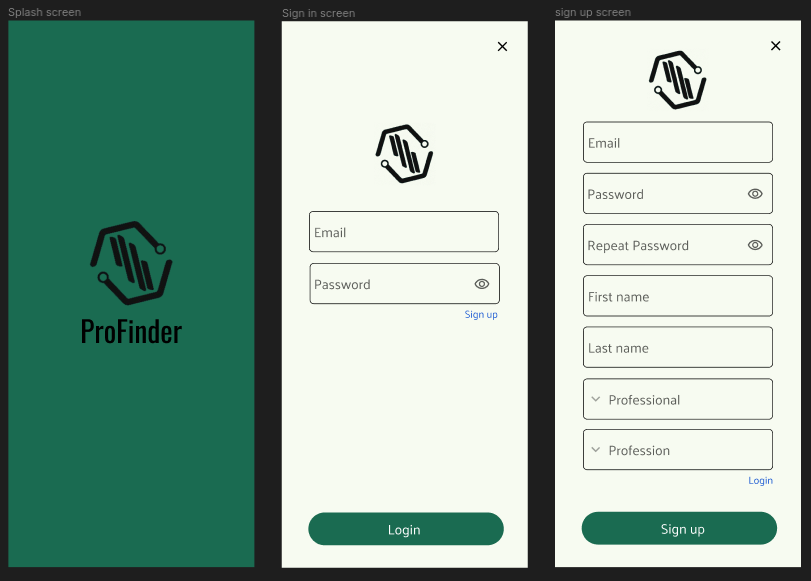 Splash screen
ProFinder
Sign in screen
Email
Password
Sign up
Login
sign up screen
Email
Password
Repeat Password
First name
Last name
Professional
Profession
Login
Sign up